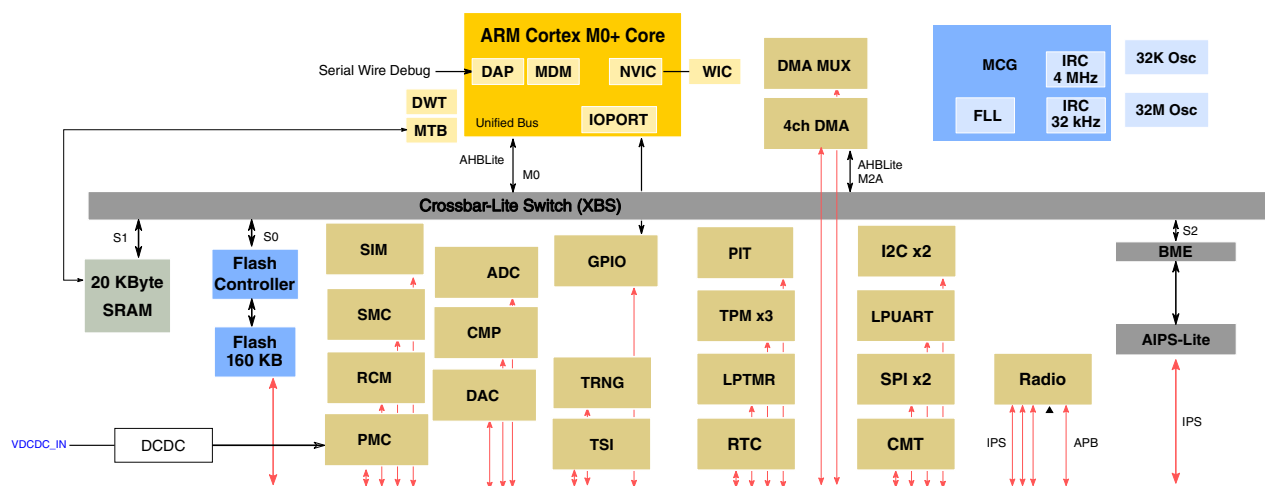 ARM Cortex M0+ Core
Serial Wire Debug
DAP
MDM
NVIC
WIC
DWT
MTB
Unified Bus
IOPORT
DMA MUX
4ch DMA
MCG
IRC
4 MHz
FLL
IRC
32 kHz
32K Osc
32M Osc
AHBLite
M0
AHBLite
M2A
Crossbar-Lite Switch (XBS)
S1
S0
S2
20 KByte
SRAM
Flash
Controller
Flash
160 KB
SIM
SMC
RCM
PMC
ADC
CMP
DAC
GPIO
TRNG
TSI
PIT
TPM x3
LPTMR
RTC
I2C x2
LPUART
SPI x2
CMT
Radio
IPS
APB
BME
AIPS-Lite
IPS
VDCDC_IN
DCDC